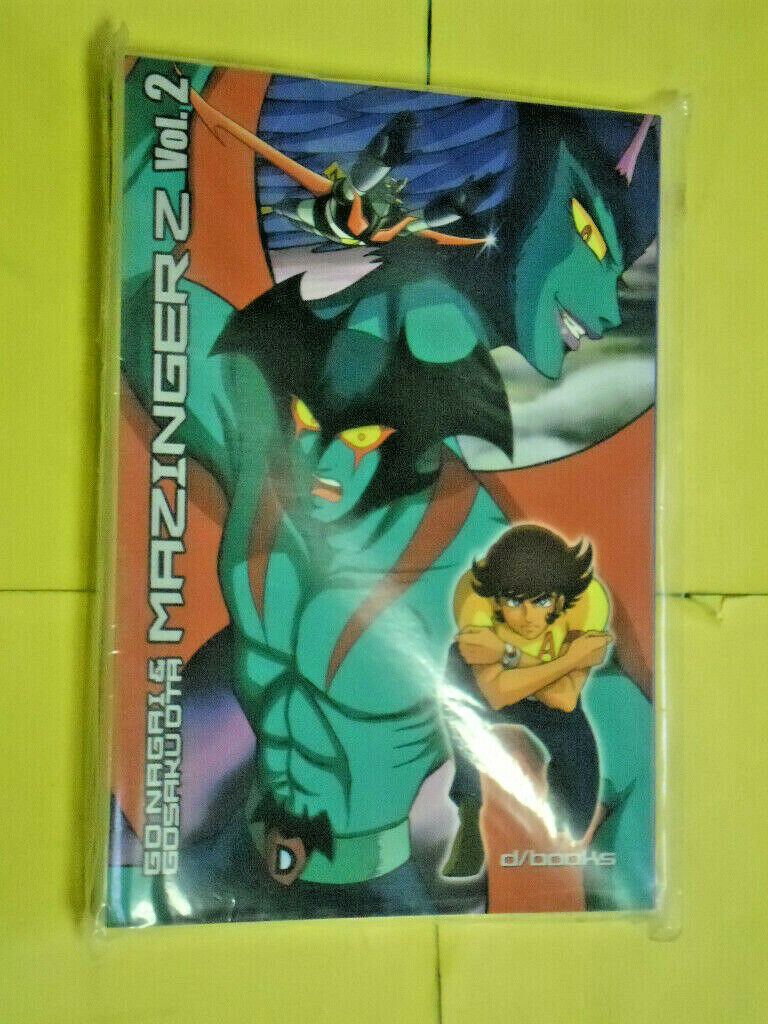 MAZINGER Z Vol.2
GO NAGAI &
GOSAKU OTA
A
D
d/books